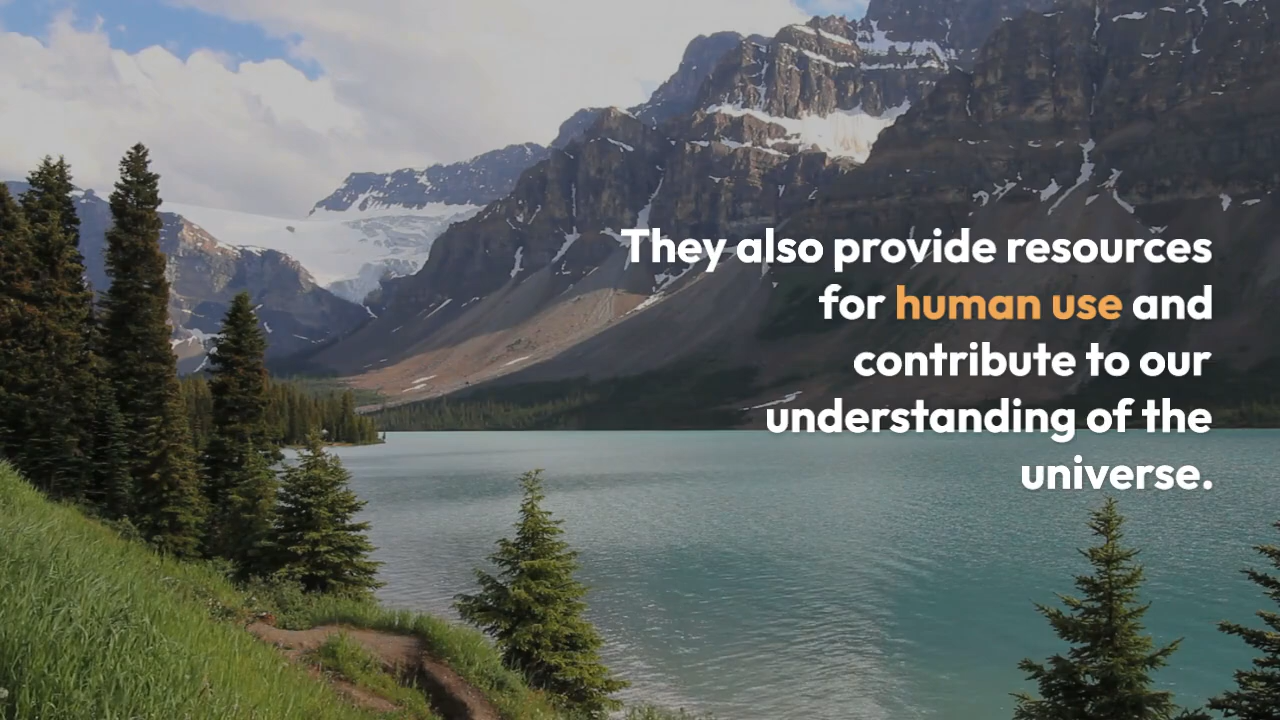 They also provide resources
for human use and
contribute to our
understanding of the
universe.